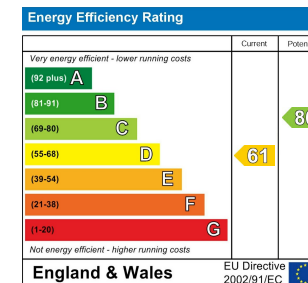 Energy Efficiency Rating
Current
Very energy efficient - lower running costs
(92 plus) A
(81-91) B
(69-80) C
(55-68) D
61
(39-54) E
(21-38) F
(1-20) G
Not energy efficient - higher running costs
England & Wales
EU Directive
2002/91/EC